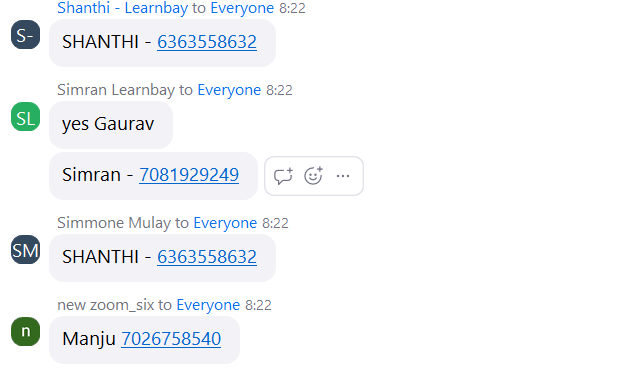 Shanthi - Learnbay to Everyone 8:22
S-
SHANTHI - 6363558632
Simran Learnbay to Everyone 8:22
SL
yes Gaurav
Simran - 7081929249
Simmone Mulay to Everyone 8:22
SM
SHANTHI - 6363558632
new zoom_six to Everyone 8:22
n
Manju 7026758540